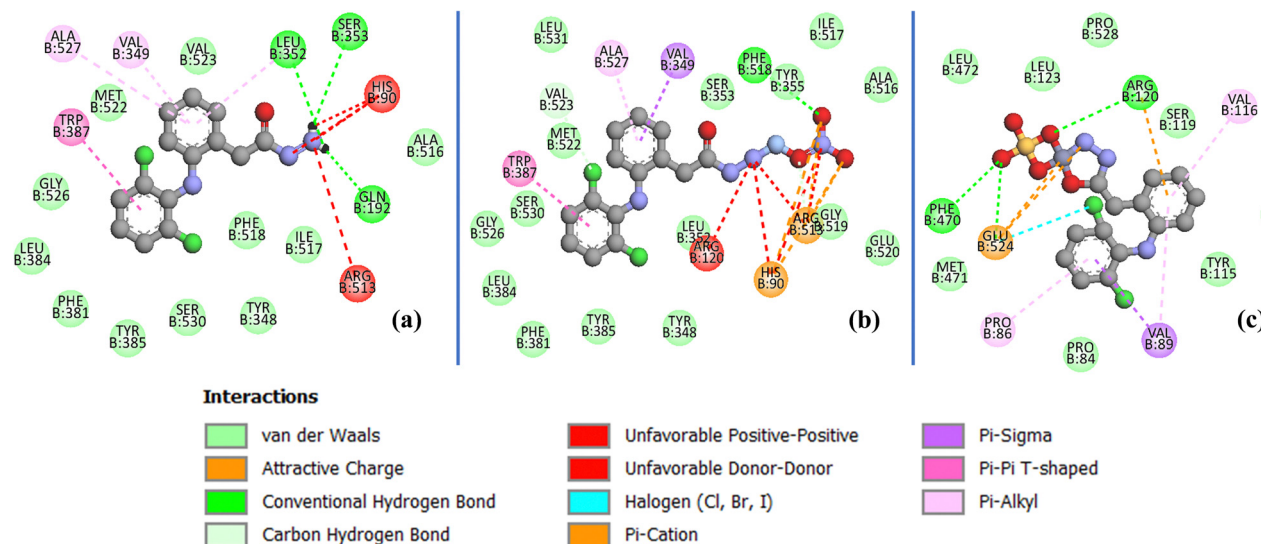 ALA
B:527
VAL
B:349
VAL
B:523
LEU
B:352
SER
B:353
HIS
B:90
MET
B:522
TRP
B:387
ALA
B:516
GLY
B:526
GLN
B:192
PHE
B:518
ILE
B:517
LEU
B:384
ARG
B:513
PHE
B:381
TYR
B:385
SER
B:530
TYR
B:348
(a)
LEU
B:531
ALA
B:527
VAL
B:349
PHE
B:518
ILE
B:517
TYR
B:355
SER
B:353
ALA
B:516
VAL
B:523
MET
B:522
TRP
B:387
SER
B:530
GLY
B:526
LEU
B:352
ARG
B:120
ARG
B:513
GLY
B:519
GLU
B:520
HIS
B:90
LEU
B:384
PHE
B:381
TYR
B:385
TYR
B:348
(b)
PRO
B:528
LEU
B:472
LEU
B:123
ARG
B:120
SER
B:119
VAL
B:116
PHE
B:470
GLU
B:524
MET
B:471
TYR
B:115
PRO
B:86
PRO
B:84
VAL
B:89
(c)
Interactions
van der Waals
Attractive Charge
Conventional Hydrogen Bond
Carbon Hydrogen Bond
Unfavorable Positive-Positive
Unfavorable Donor-Donor
Halogen (Cl, Br, I)
Pi-Cation
Pi-Sigma
Pi-Pi T-shaped
Pi-Alkyl